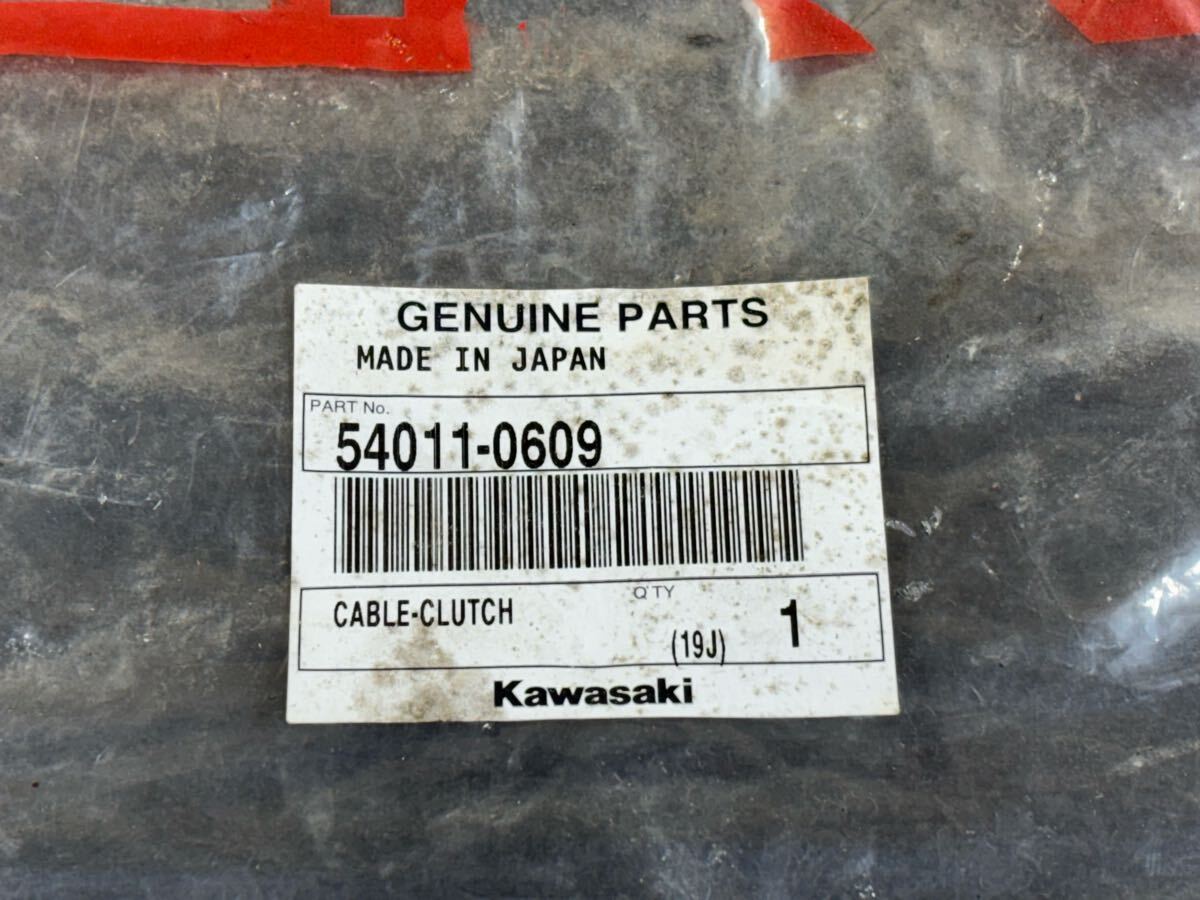 GENUINE PARTS
MADE IN JAPAN
PART No.
54011-0609
CABLE-CLUTCH
Q'TY
(19J)
1
Kawasaki